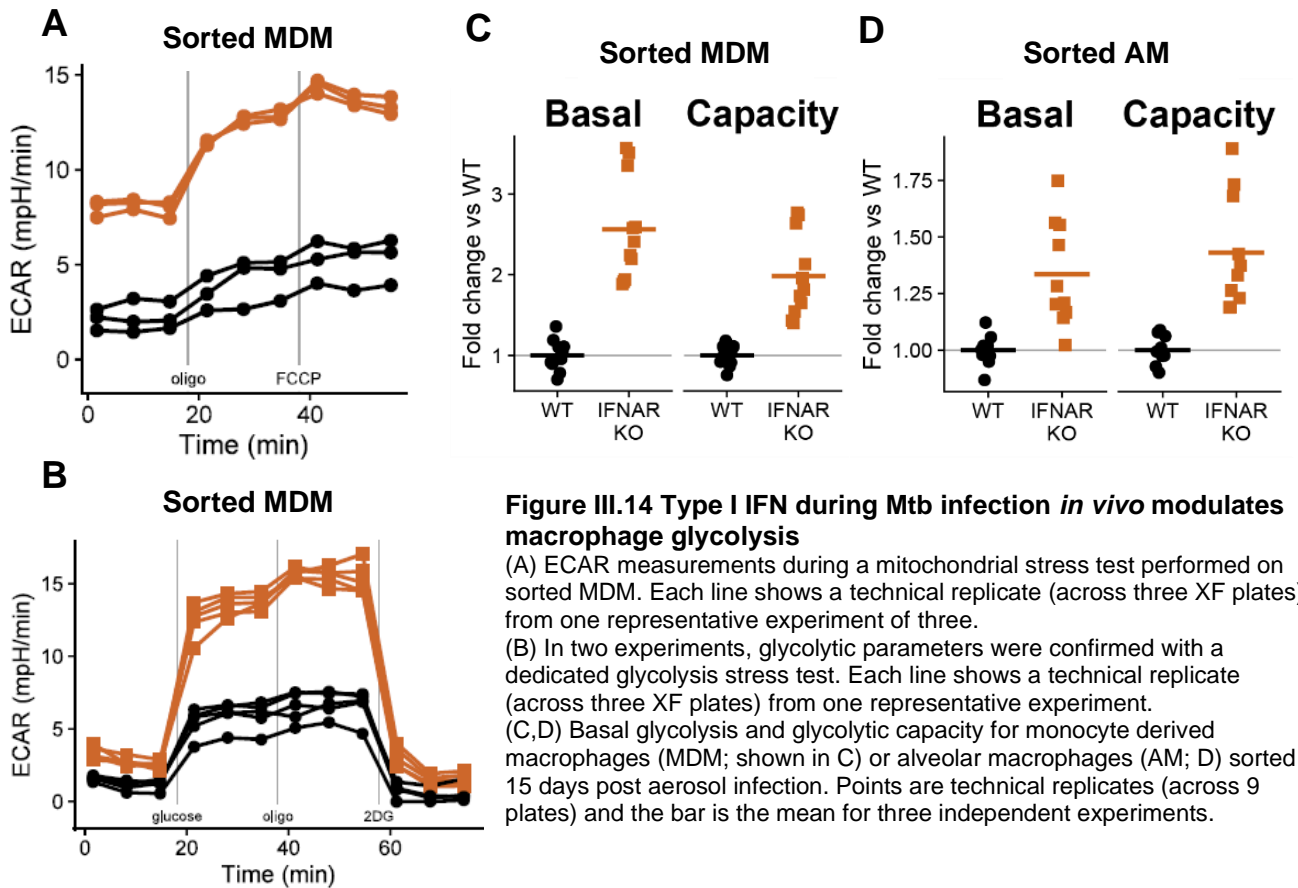 A
Sorted MDM
ECAR (mpH/min)
15
10
5
0
oligo
FCCP
0
20
40
Time (min)
B
Sorted MDM
ECAR (mpH/min)
15
10
5
0
glucose
oligo
2DG
0
20
40
60
Time (min)
C
Sorted MDM
Basal
Capacity
Fold change vs WT
3
2
1
WT
IFNAR
KO
WT
IFNAR
KO
D
Sorted AM
Basal
Capacity
Fold change vs WT
1.75
1.50
1.25
1.00
WT
IFNAR
KO
WT
IFNAR
KO
Figure III.14 Type I IFN during Mtb infection in vivo modulates
macrophage glycolysis
(A) ECAR measurements during a mitochondrial stress test performed on
sorted MDM. Each line shows a technical replicate (across three XF plates)
from one representative experiment of three.
(B) In two experiments, glycolytic parameters were confirmed with a
dedicated glycolysis stress test. Each line shows a technical replicate
(across three XF plates) from one representative experiment.
(C,D) Basal glycolysis and glycolytic capacity for monocyte derived
macrophages (MDM; shown in C) or alveolar macrophages (AM; D) sorted
15 days post aerosol infection. Points are technical replicates (across 9
plates) and the bar is the mean for three independent experiments.